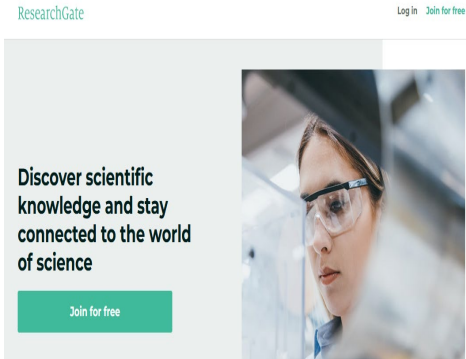 ResearchGate
Log in Join for free
Discover scientific
knowledge and stay
connected to the world
of science
Join for free